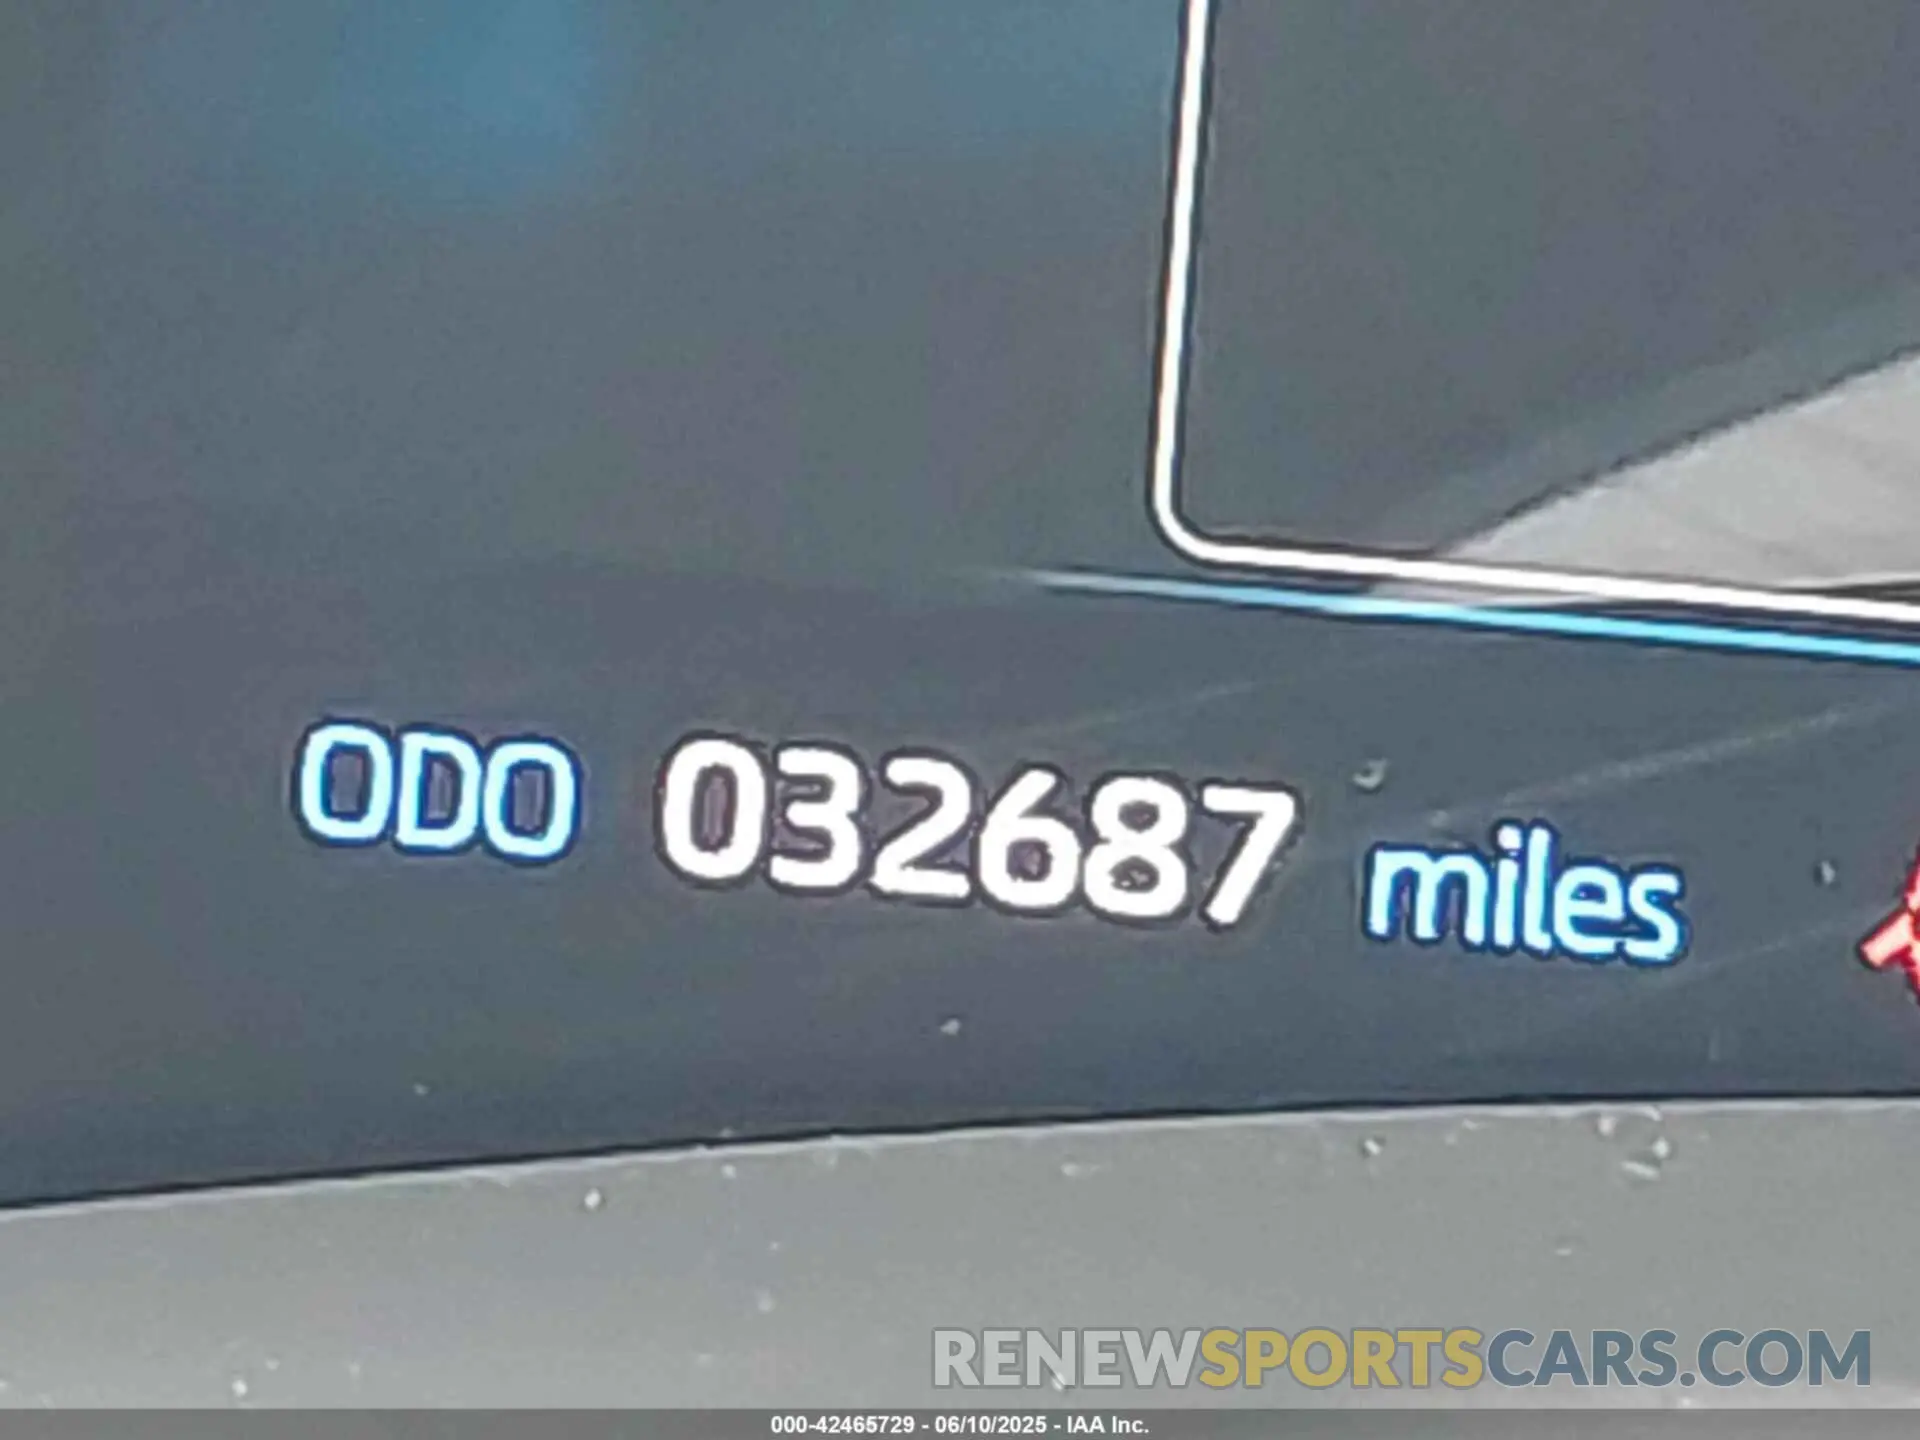 ODO 032687 miles
RENEWSPORTSCARS.COM
000-42465729 - 06/10/2025 - IAA Inc.